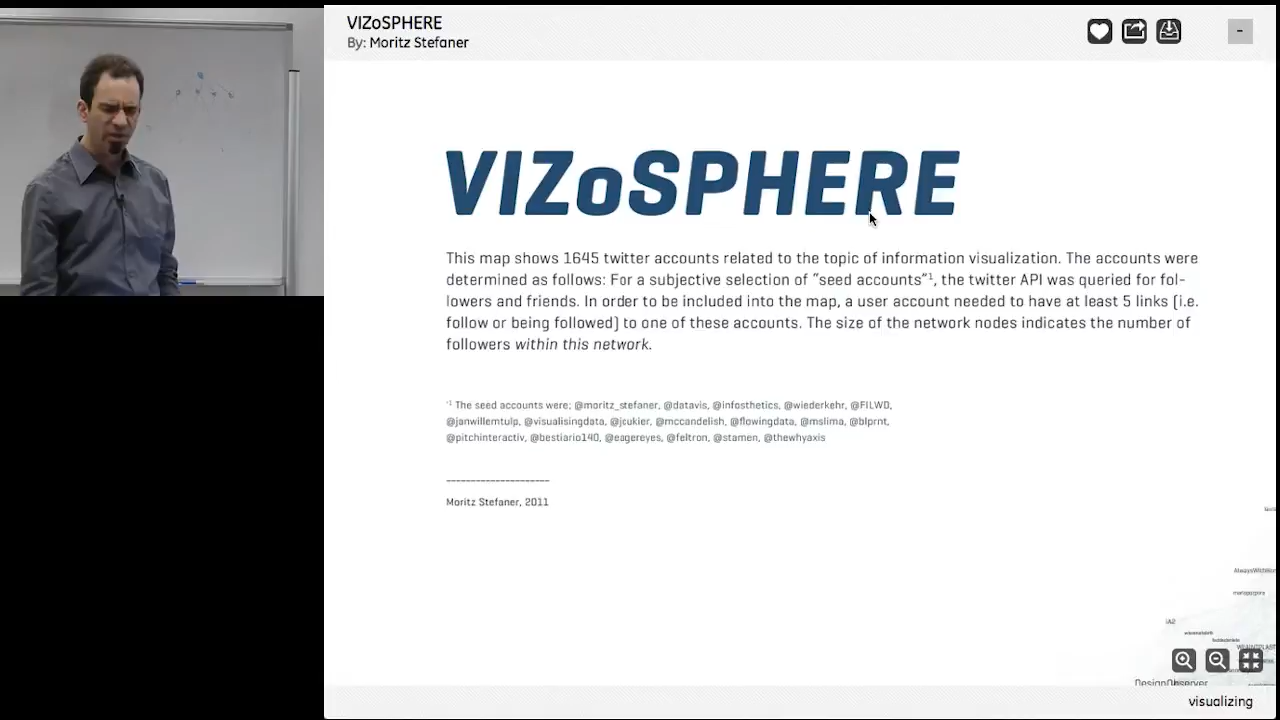 VIZoSPHERE
By: Moritz Stefaner
-
VIZoSPHERE
This map shows 1645 twitter accounts related to the topic of information visualization. The accounts were
determined as follows: For a subjective selection of “seed accounts”¹, the twitter API was queried for fol-
lowers and friends. In order to be included into the map, a user account needed to have at least 5 links (i.e.
follow or being followed) to one of these accounts. The size of the network nodes indicates the number of
followers within this network.
*¹ The seed accounts were; @moritz_stefaner, @datavis, @infosthetics, @wiederkehr, @FILWD,
@janwillemtulp, @visualisingdata, @jcukier, @mccandelish, @flowingdata, @mslima, @blprnt,
@pitchinteractiv, @bestiario140, @eagereyes, @feltron, @stamen, @thewhyaxis
_____________________
Moritz Stefaner, 2011
DesignObserver
visualizing